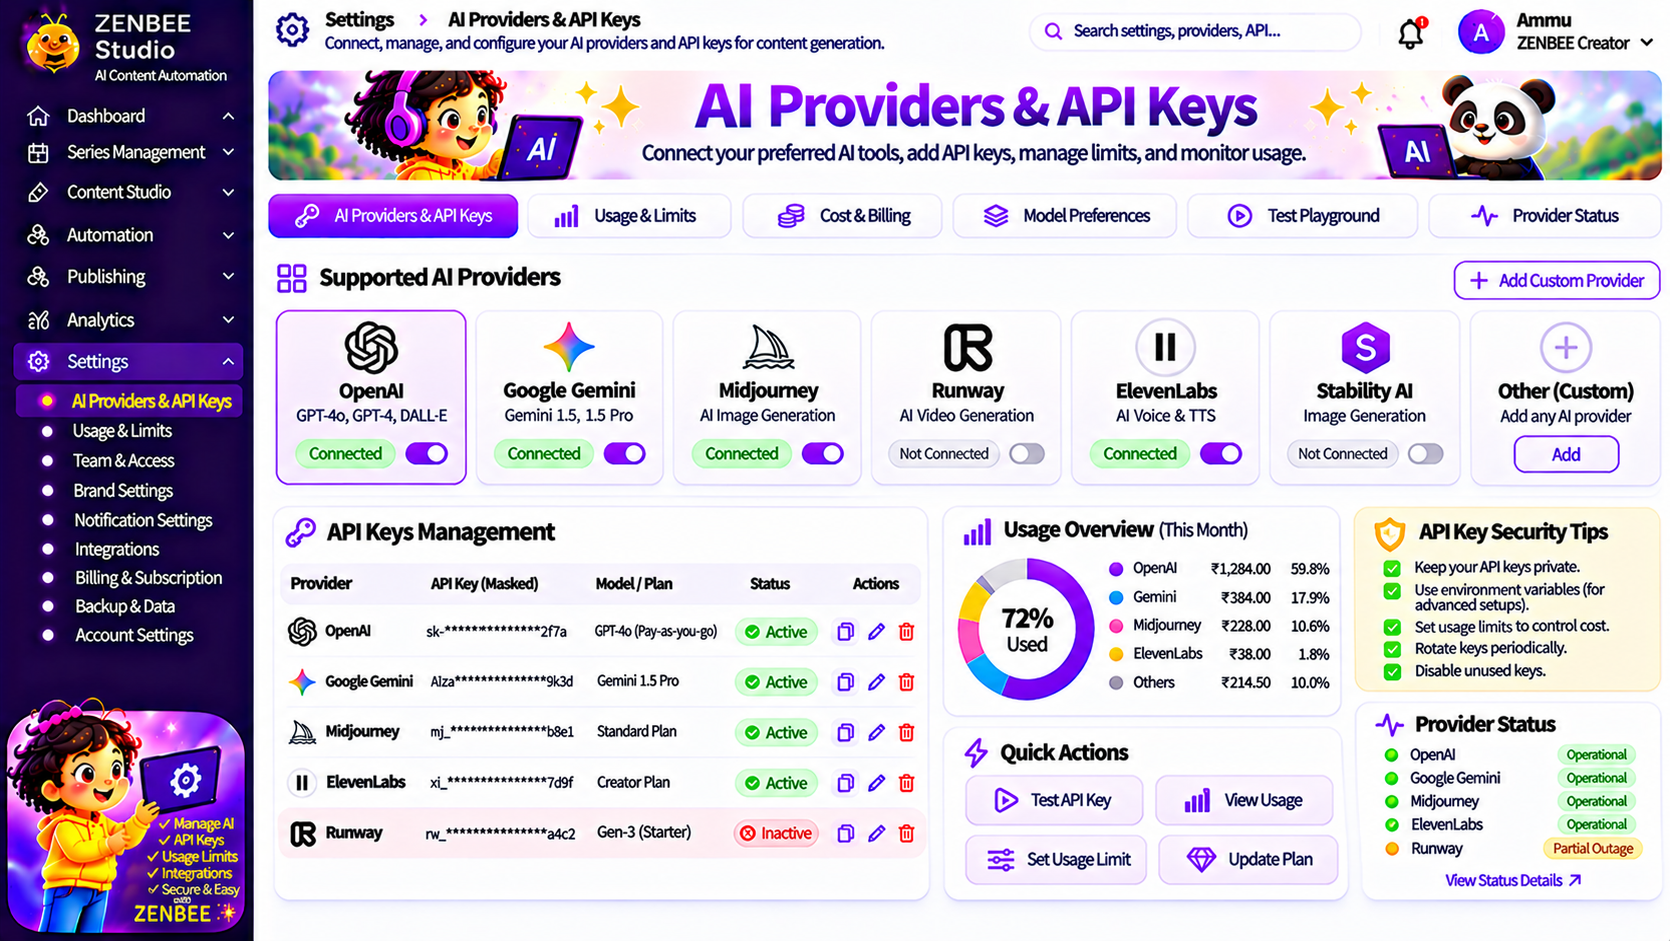 ZENBEE
Studio
AI Content Automation
Dashboard
Series Management
Content Studio
Automation
Publishing
Analytics
Settings
AI Providers & API Keys
Usage & Limits
Team & Access
Brand Settings
Notification Settings
Integrations
Billing & Subscription
Backup & Data
Account Settings
✓ Manage AI
✓ API Keys
✓ Usage Limits
✓ Integrations
✓ Secure & Easy
ZENBEE
Settings > AI Providers & API Keys
Connect, manage, and configure your AI providers and API keys for content generation.
Search settings, providers, API...
1
A
Ammu
ZENBEE Creator
AI
AI Providers & API Keys
Connect your preferred AI tools, add API keys, manage limits, and monitor usage.
AI
AI Providers & API Keys
Usage & Limits
Cost & Billing
Model Preferences
Test Playground
Provider Status
Supported AI Providers
+ Add Custom Provider
OpenAI
GPT-4o, GPT-4, DALL-E
Connected
Google Gemini
Gemini 1.5, 1.5 Pro
Connected
Midjourney
AI Image Generation
Connected
Runway
AI Video Generation
Not Connected
ElevenLabs
AI Voice & TTS
Connected
S
Stability AI
Image Generation
Not Connected
Other (Custom)
Add any AI provider
Add
API Keys Management
Provider API Key (Masked) Model / Plan Status Actions
OpenAI sk-***************2f7a GPT-4o (Pay-as-you-go) Active
Google Gemini Alza***************9k3d Gemini 1.5 Pro Active
Midjourney mj_***************b8e1 Standard Plan Active
ElevenLabs xi_***************7d9f Creator Plan Active
Runway rw_***************a4c2 Gen-3 (Starter) Inactive
Usage Overview (This Month)
72%
Used
OpenAI ₹1,284.00 59.8%
Gemini ₹384.00 17.9%
Midjourney ₹228.00 10.6%
ElevenLabs ₹38.00 1.8%
Others ₹214.50 10.0%
Quick Actions
Test API Key
View Usage
Set Usage Limit
Update Plan
API Key Security Tips
Keep your API keys private.
Use environment variables (for
advanced setups).
Set usage limits to control cost.
Rotate keys periodically.
Disable unused keys.
Provider Status
OpenAI Operational
Google Gemini Operational
Midjourney Operational
ElevenLabs Operational
Runway Partial Outage
View Status Details ↗